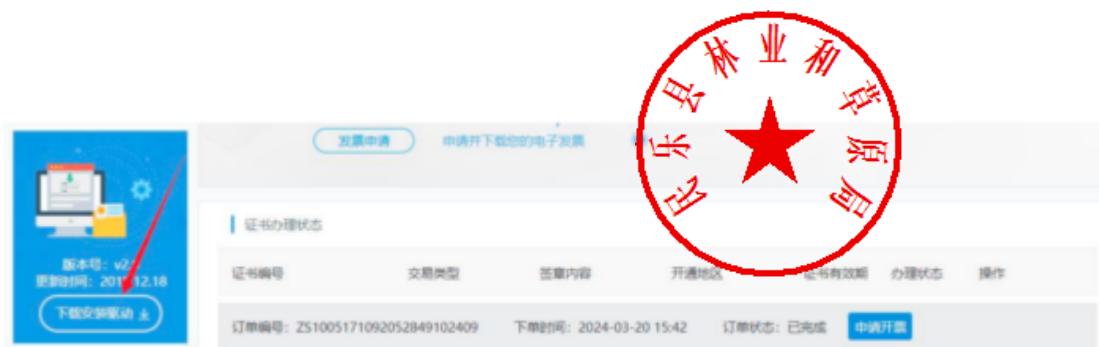 民乐县林业和草原局
发票申请 申请并下载您的电子发票
证书办理状态
版本号：
更新时间：201 12.18
下载安装驱动
证书编号 交易类型 签章内容 开通地区 证书有效期 办理状态 操作
订单编号：ZS1005171092052849102409 下单时间：2024-03-20 15:42 订单状态：已完成 申请开票